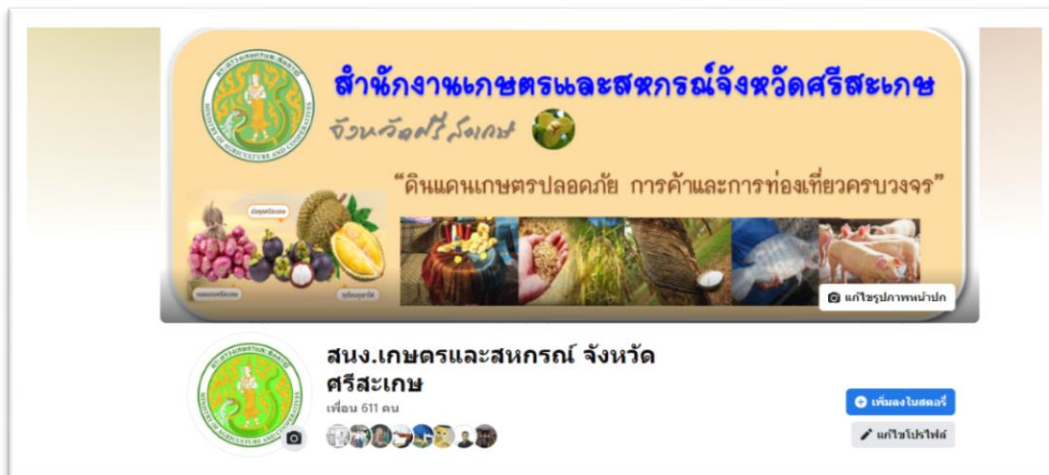 สำนักงานเกษตรและสหกรณ์จังหวัดศรีสะเกษ
จังหวัดศรีสะเกษ
“ดินแดนเกษตรปลอดภัย การค้าและการท่องเที่ยวครบวงจร”
MINISTRY OF AGRICULTURE AND COOPERATIVES
แก้ไขรูปภาพหน้าปก
สนง.เกษตรและสหกรณ์ จังหวัด
ศรีสะเกษ
เพื่อน 611 คน
เพิ่มลงในสตอรี่
แก้ไขโปรไฟล์